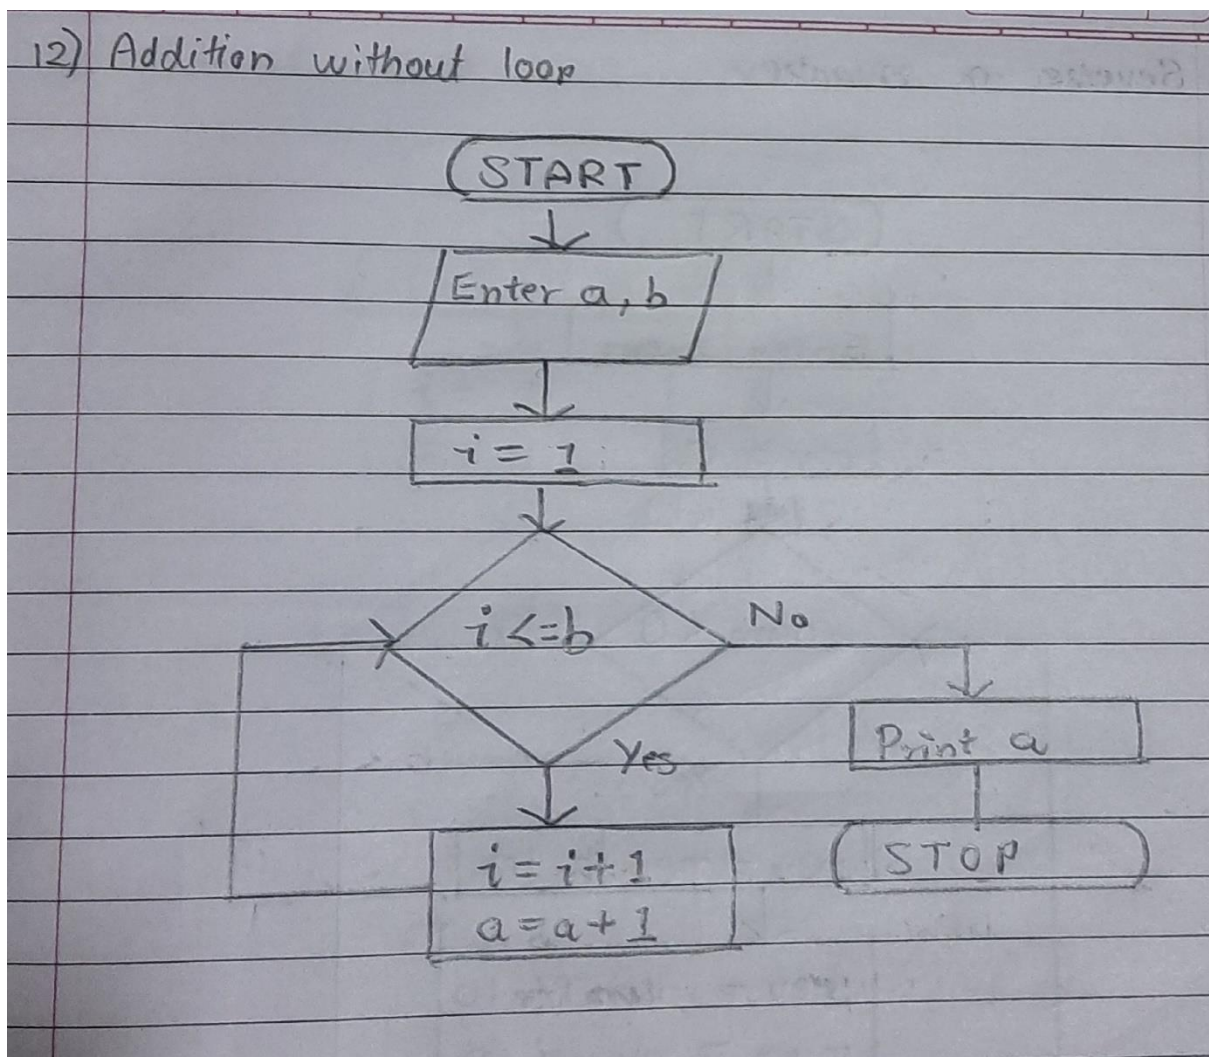 12) Addition without loop
START
Enter a, b
i = 1
i <= b
No
Yes
Print a
i = i + 1
a = a + 1
STOP